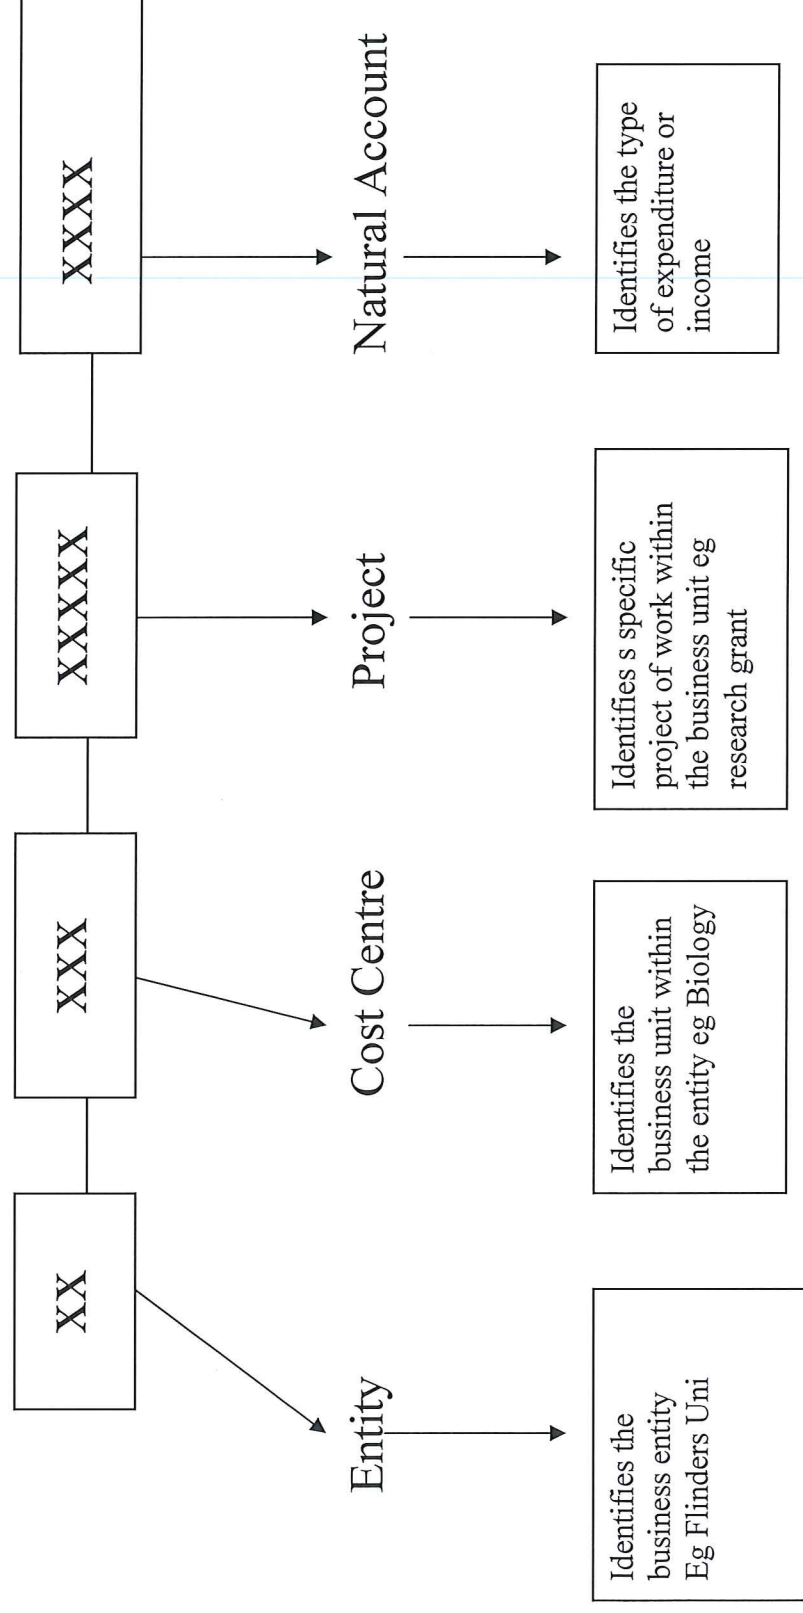 XX
XXX
XXXXX
XXXX
Entity
Cost Centre
Project
Natural Account
Identifies the
business entity
Eg Flinders Uni
Identifies the
business unit within
the entity eg Biology
Identifies s specific
project of work within
the business unit eg
research grant
Identifies the type
of expenditure or
income